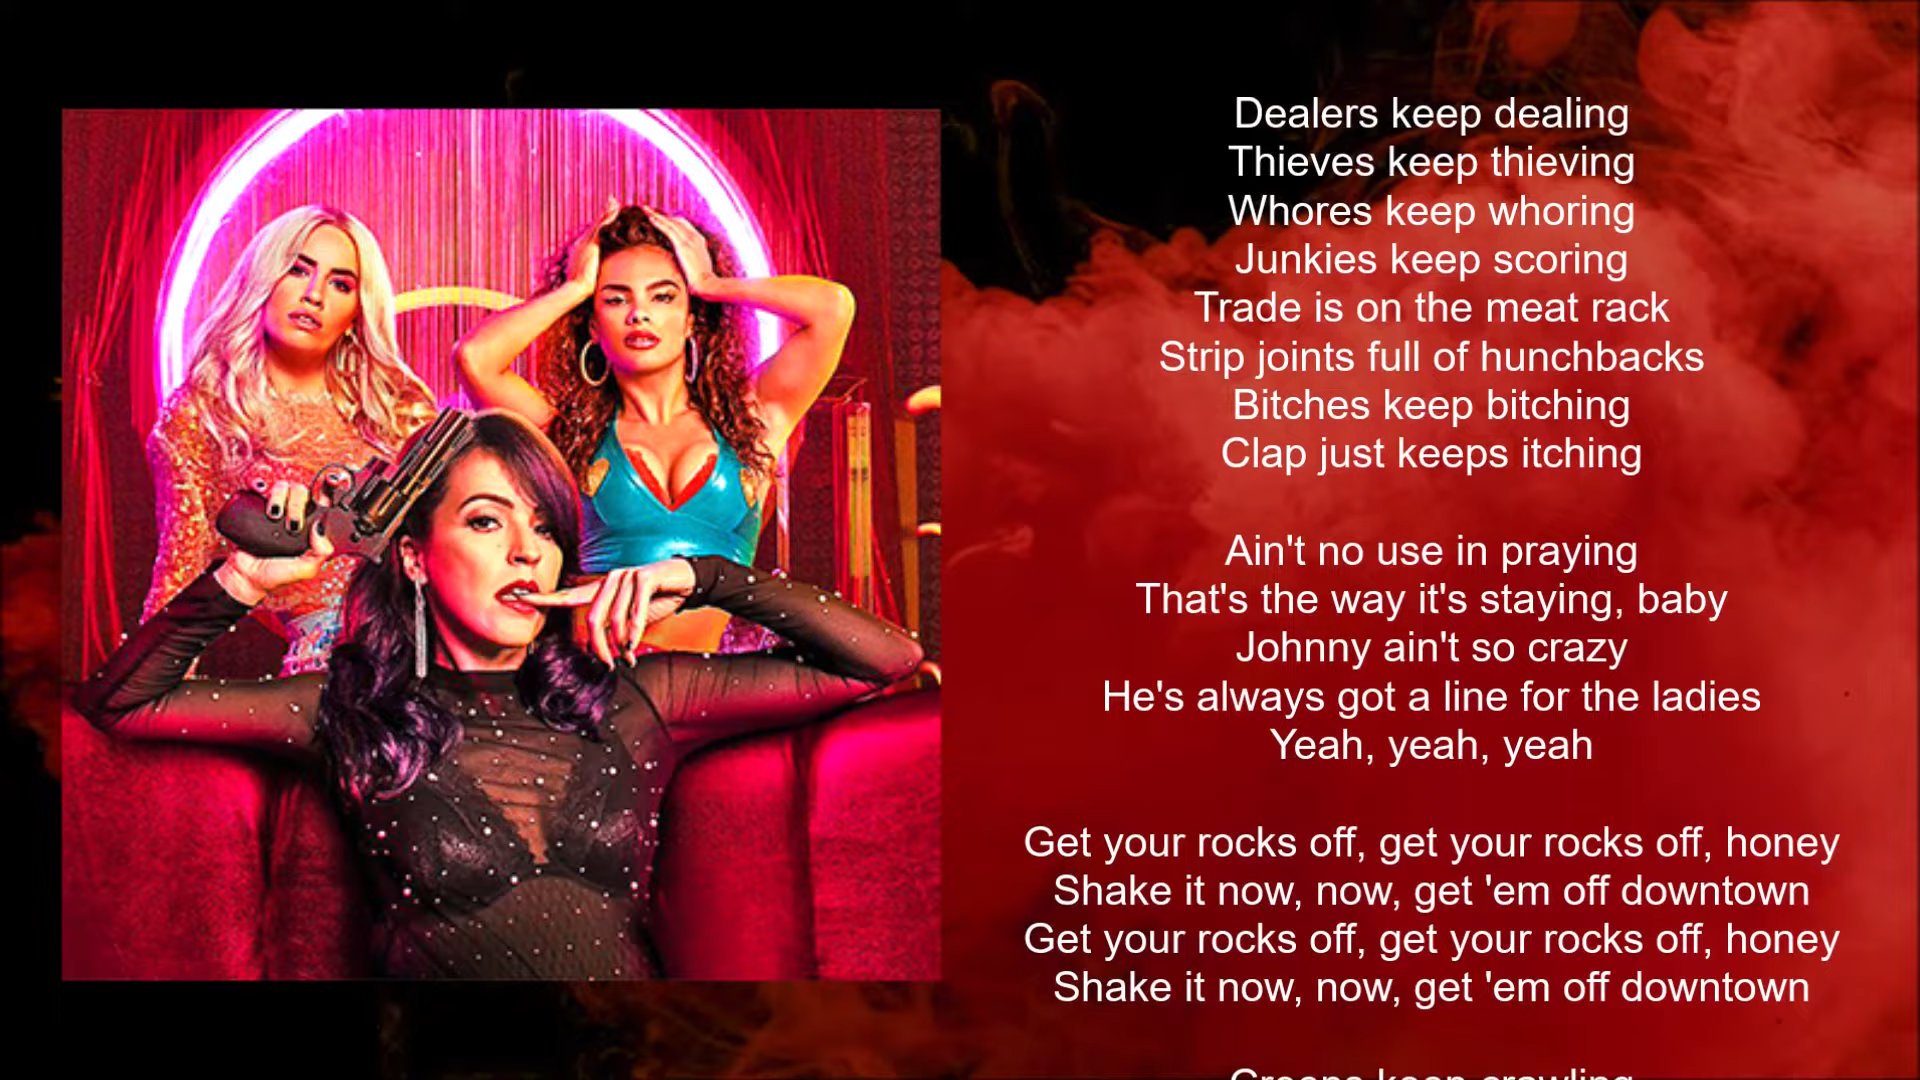 Dealers keep dealing
Thieves keep thieving
Whores keep whoring
Junkies keep scoring
Trade is on the meat rack
Strip joints full of hunchbacks
Bitches keep bitching
Clap just keeps itching
Ain't no use in praying
That's the way it's staying, baby
Johnny ain't so crazy
He's always got a line for the ladies
Yeah, yeah, yeah
Get your rocks off, get your rocks off, honey
Shake it now, now, get 'em off downtown
Get your rocks off, get your rocks off, honey
Shake it now, now, get 'em off downtown
Creeps keep crawling